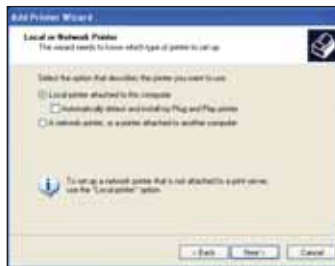 Add Printer Wizard
Local or Network Printer
The wizard needs to know which type of printer to set up.
Select the option that describes the printer you want to use:
Local printer attached to this computer
Automatically detect and install my Plug and Play printer
A network printer, or a printer attached to another computer
To set up a network printer that is not attached to a print server,
use the "Local printer" option.
< Back
Next >
Cancel